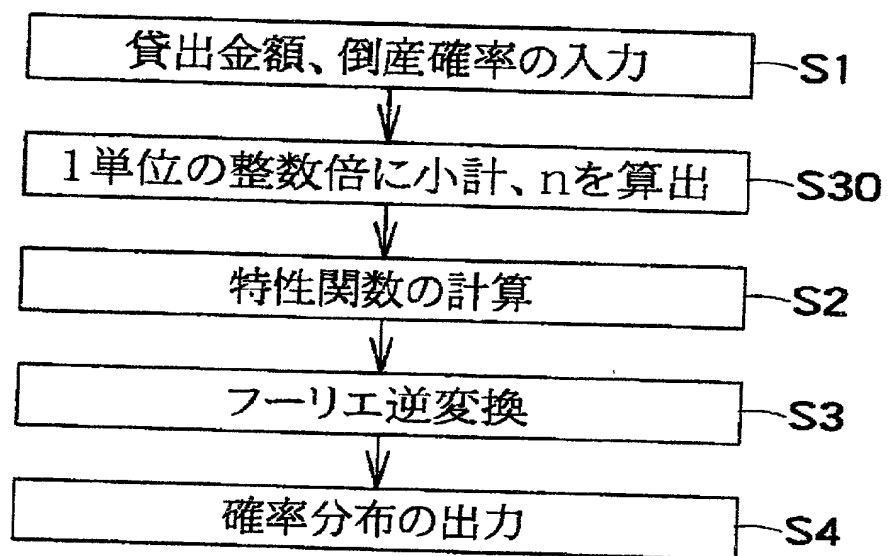 貸出金額、倒産確率の入力 S1
1単位の整数倍に小計、nを算出 S30
特性関数の計算 S2
フーリエ逆変換 S3
確率分布の出力 S4